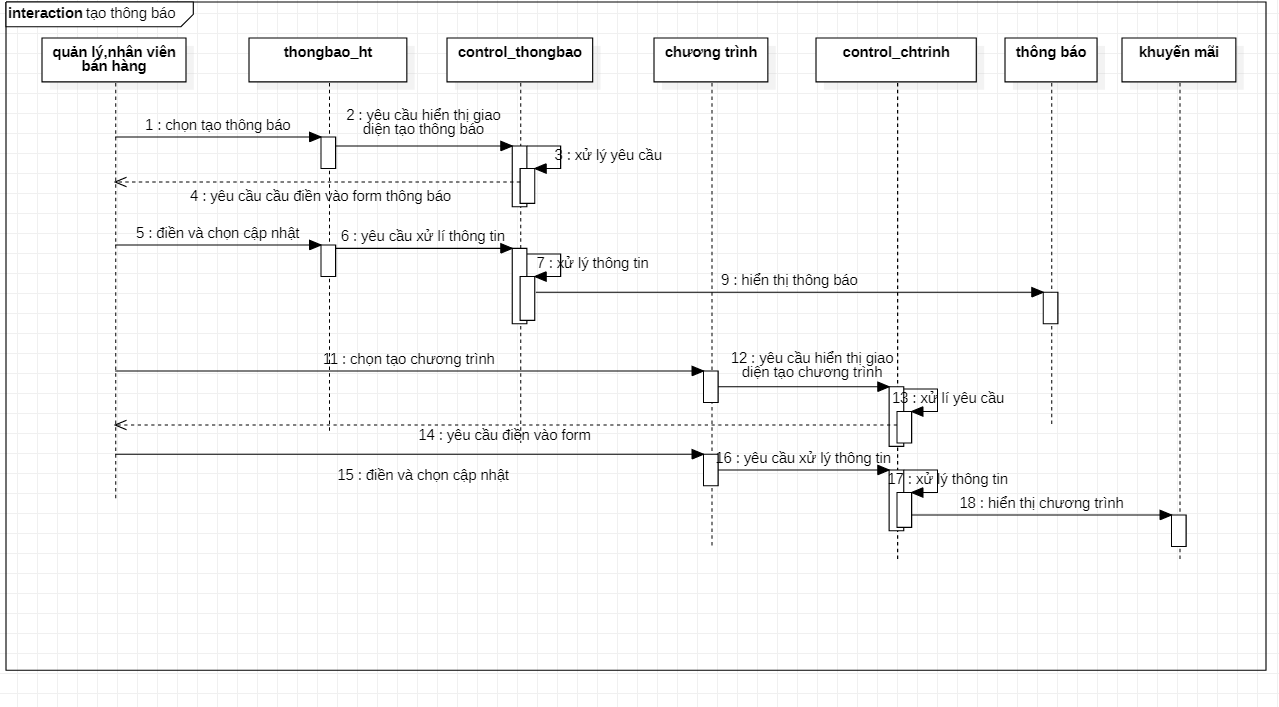 interaction tạo thông báo
quản lý,nhân viên
bán hàng
thongbao_ht
control_thongbao
chương trình
control_chtrinh
thông báo
khuyến mãi
1 : chọn tạo thông báo
2 : yêu cầu hiển thị giao
diện tạo thông báo
3 : xử lý yêu cầu
4 : yêu cầu cầu điền vào form thông báo
5 : điền và chọn cập nhật
6 : yêu cầu xử lí thông tin
7 : xử lý thông tin
9 : hiển thị thông báo
11 : chọn tạo chương trình
12 : yêu cầu hiển thị giao
diện tạo chương trình
13 : xử lí yêu cầu
14 : yêu cầu điền vào form
15 : điền và chọn cập nhật
16 : yêu cầu xử lý thông tin
17 : xử lý thông tin
18 : hiển thị chương trình